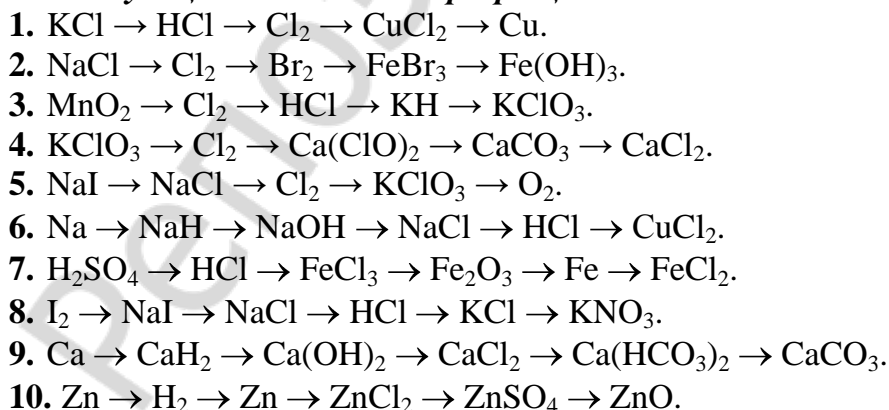 1. KCl → HCl → Cl₂ → CuCl₂ → Cu.
2. NaCl → Cl₂ → Br₂ → FeBr₃ → Fe(OH)₃.
3. MnO₂ → Cl₂ → HCl → KH → KClO₃.
4. KClO₃ → Cl₂ → Ca(ClO)₂ → CaCO₃ → CaCl₂.
5. NaI → NaCl → Cl₂ → KClO₃ → O₂.
6. Na → NaH → NaOH → NaCl → HCl → CuCl₂.
7. H₂SO₄ → HCl → FeCl₃ → Fe₂O₃ → Fe → FeCl₂.
8. I₂ → NaI → NaCl → HCl → KCl → KNO₃.
9. Ca → CaH₂ → Ca(OH)₂ → CaCl₂ → Ca(HCO₃)₂ → CaCO₃.
10. Zn → H₂ → Zn → ZnCl₂ → ZnSO₄ → ZnO.